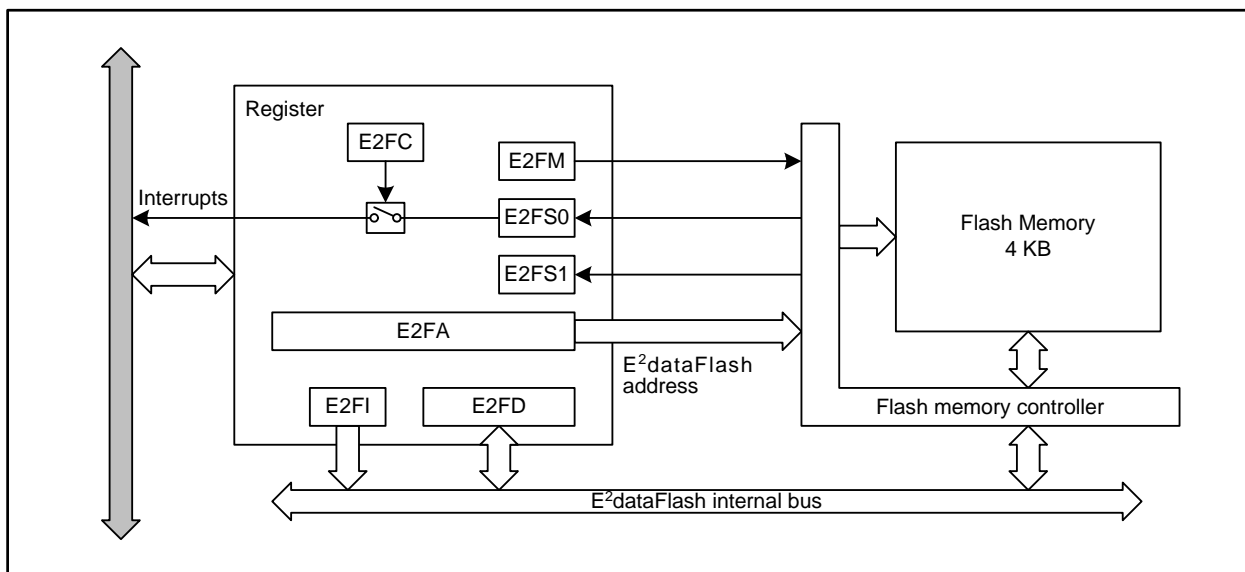 Register
E2FC
E2FM
Interrupts
E2FS0
Flash Memory
4 KB
E2FS1
E2FA
E²dataFlash
address
E2FI
E2FD
Flash memory controller
E²dataFlash internal bus